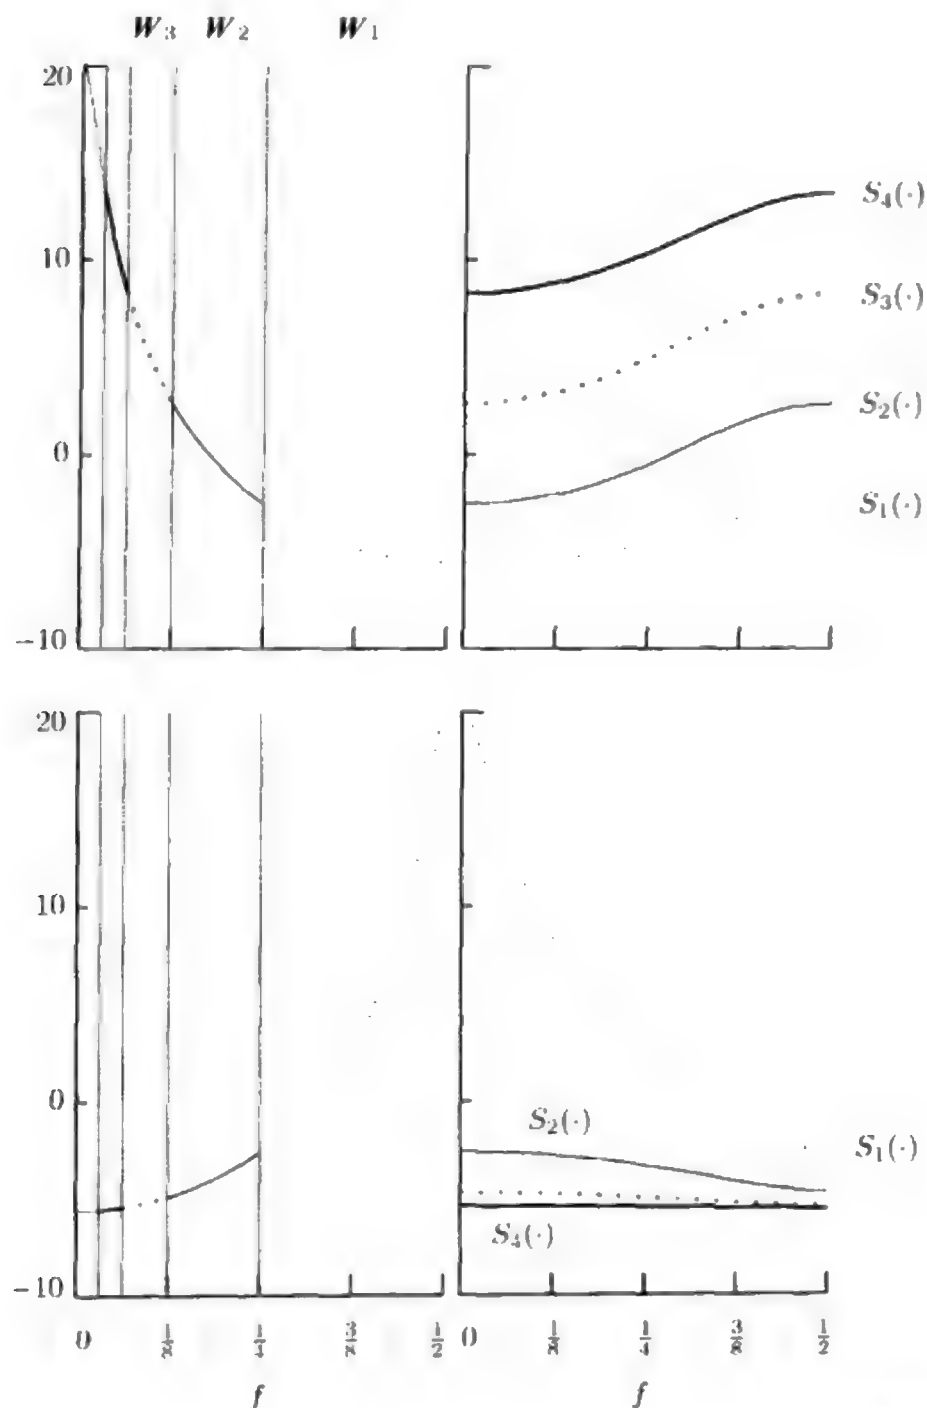 W₃ W₂ W₁
20
10
0
−10
S₄(·)
S₃(·)
S₂(·)
S₁(·)
20
10
0
−10
S₂(·)
S₁(·)
S₄(·)
0 1/8 1/4 3/8 1/2
0 1/8 1/4 3/8 1/2
f f